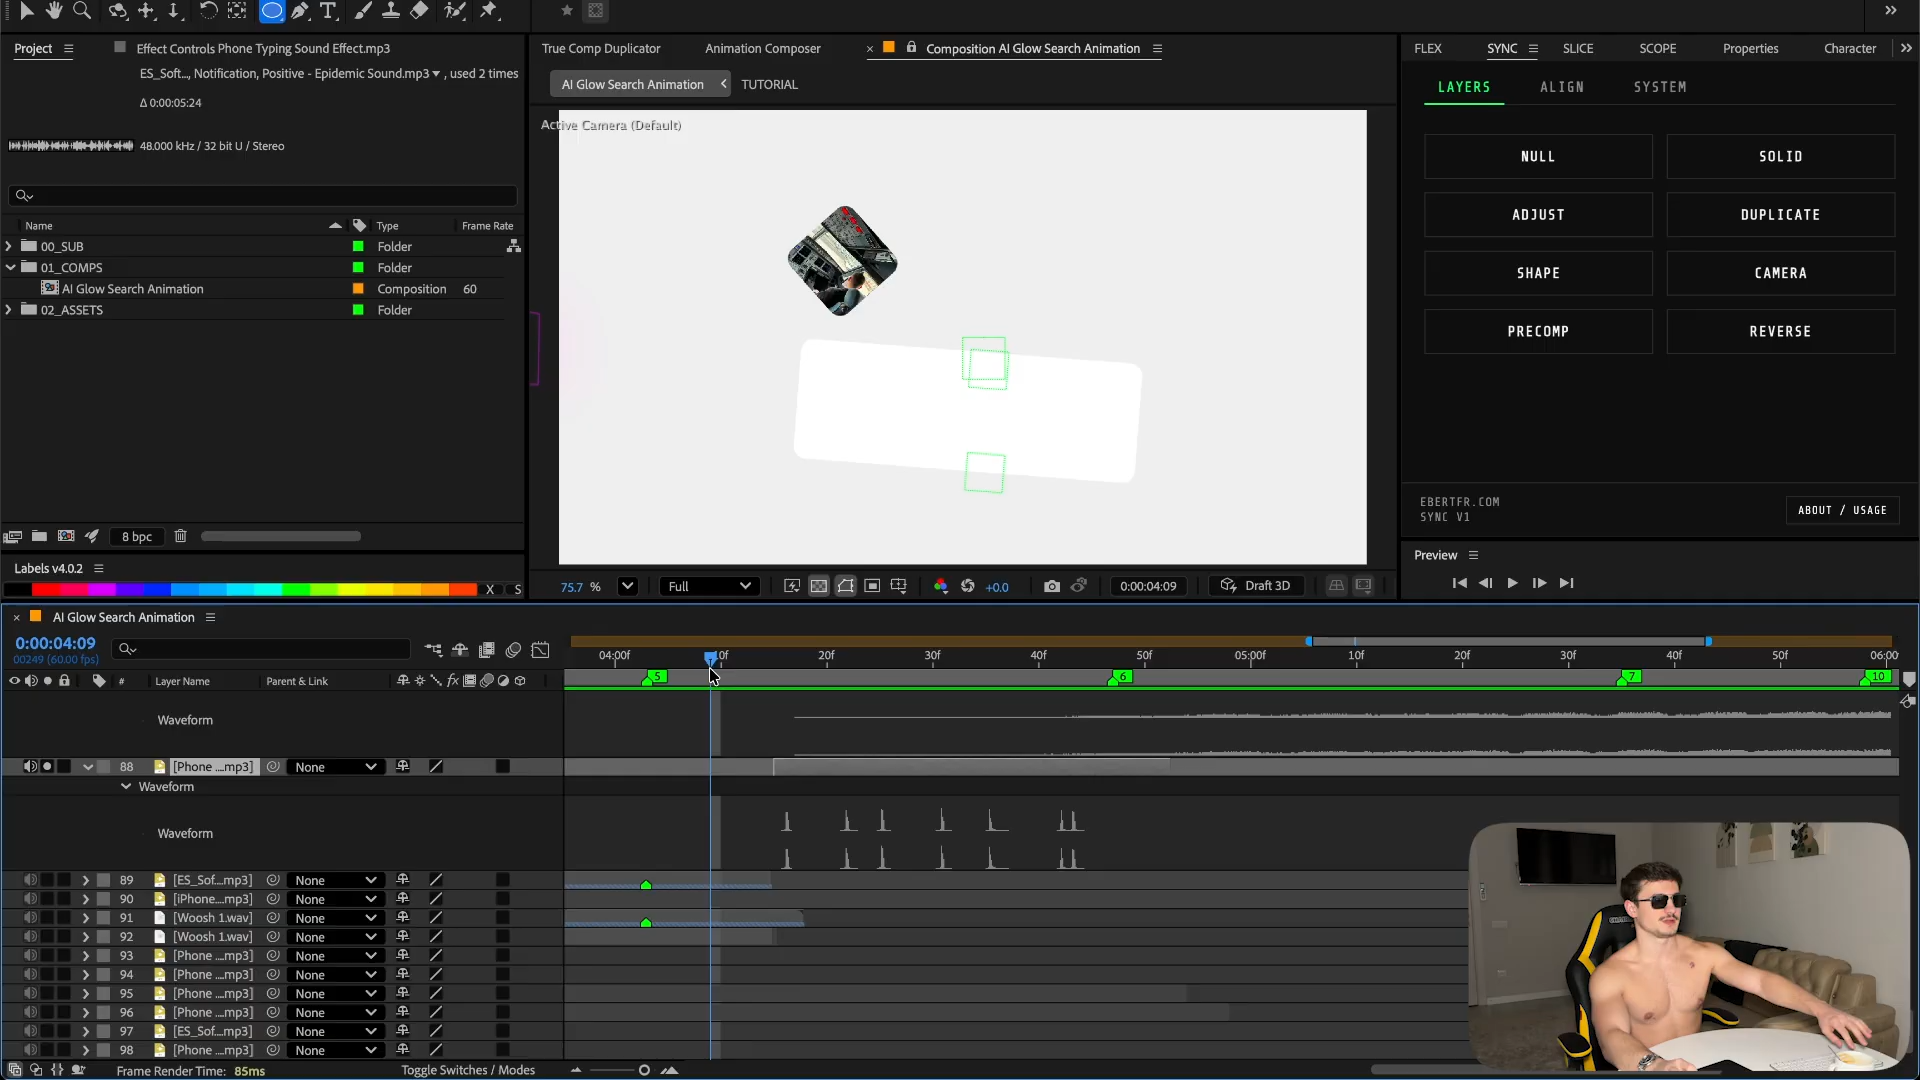 Project
Effect Controls Phone Typing Sound Effect.mp3
ES_Soft..., Notification, Positive - Epidemic Sound.mp3 , used 2 times
Δ 0:00:05:24
48.000 kHz / 32 bit U / Stereo
Name Type Frame Rate
00_SUB Folder
01_COMPS Folder
AI Glow Search Animation Composition 60
02_ASSETS Folder
8 bpc
Labels v4.0.2
X S
True Comp Duplicator Animation Composer × Composition AI Glow Search Animation
AI Glow Search Animation TUTORIAL
Active Camera (Default)
75.7 % Full +0.0 0:00:04:09 Draft 3D
FLEX SYNC SLICE SCOPE Properties Character
LAYERS ALIGN SYSTEM
NULL SOLID
ADJUST DUPLICATE
SHAPE CAMERA
PRECOMP REVERSE
EBERTFR.COM
SYNC V1
ABOUT / USAGE
Preview
× AI Glow Search Animation
0:00:04:09
00249 (60.00 fps)
04:00f 10f 20f 30f 40f 50f 05:00f 10f 20f 30f 40f 50f 06:00
5 6 7 10
# Layer Name Parent & Link
Waveform
88 [Phone ....mp3] None
Waveform
Waveform
89 [ES_Sof...mp3] None
90 [iPhone....mp3] None
91 [Woosh 1.wav] None
92 [Woosh 1.wav] None
93 [Phone ....mp3] None
94 [Phone ....mp3] None
95 [Phone ....mp3] None
96 [Phone ....mp3] None
97 [ES_Sof...mp3] None
98 [Phone ....mp3] None
Frame Render Time: 85ms
Toggle Switches / Modes